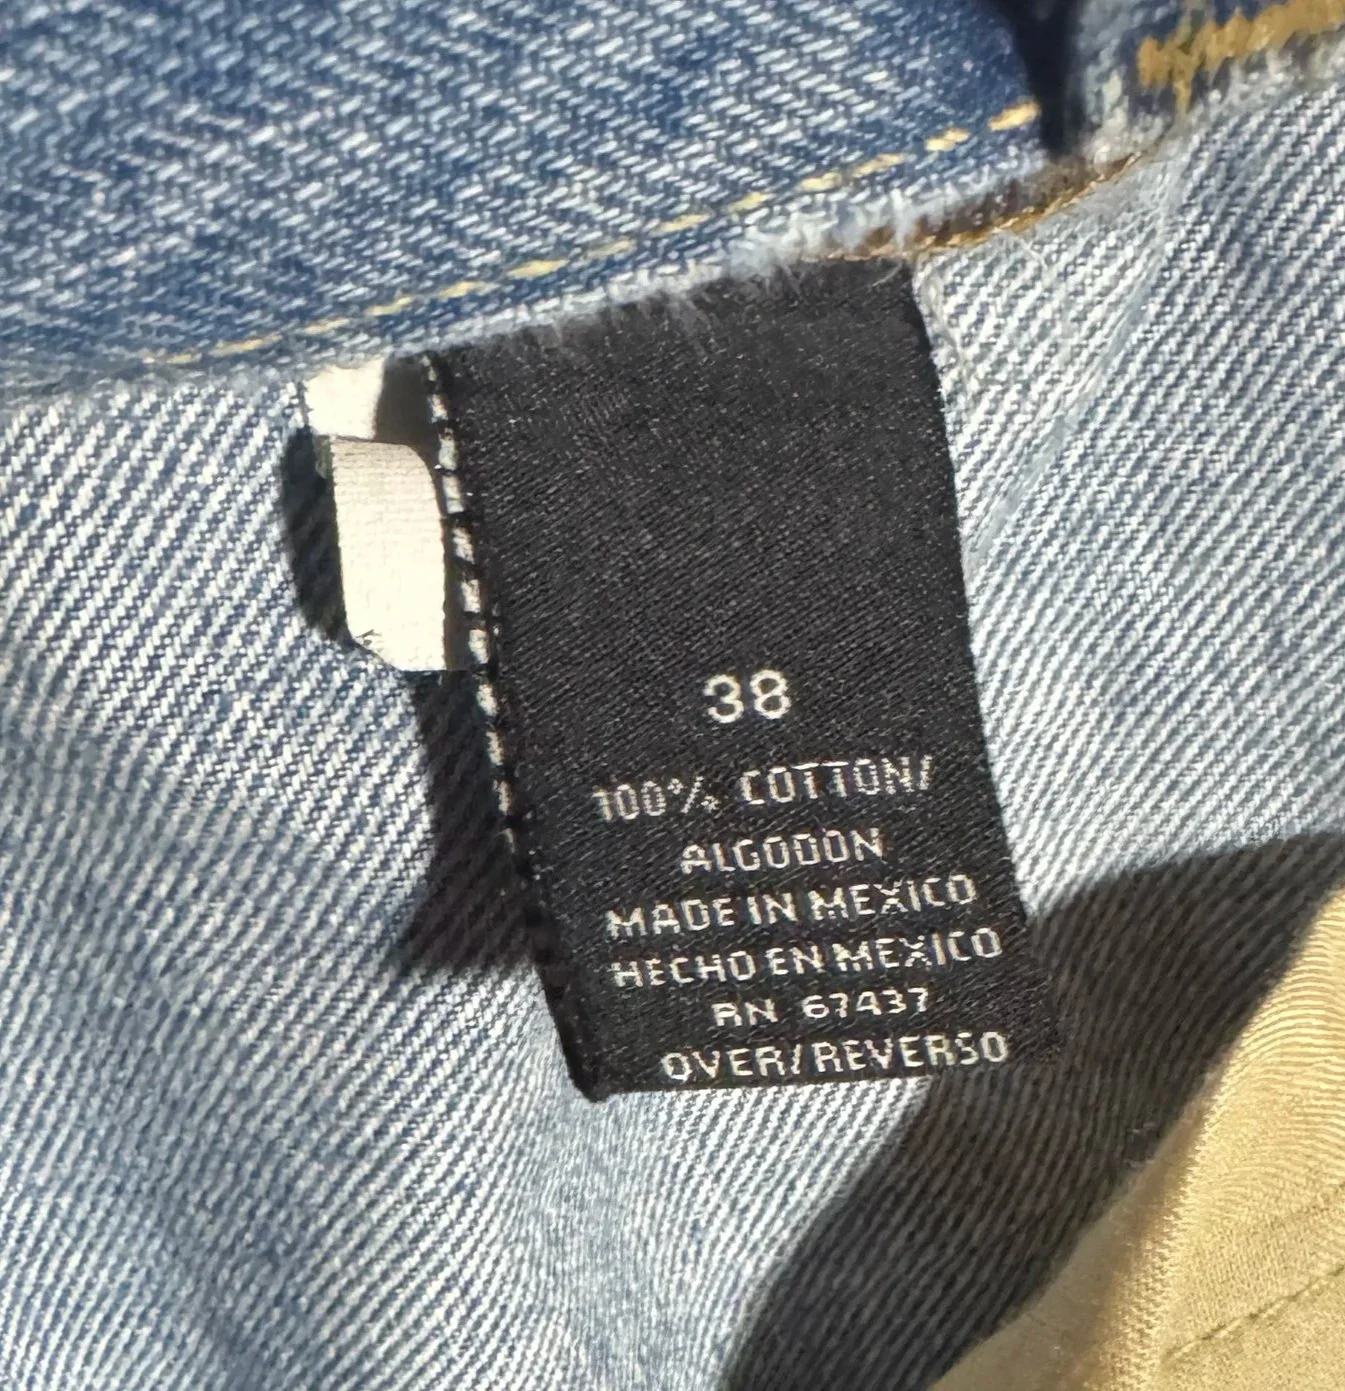 38
100% COTTON/
ALGODON
MADE IN MEXICO
HECHO EN MEXICO
RN 67437
OVER/REVERSO